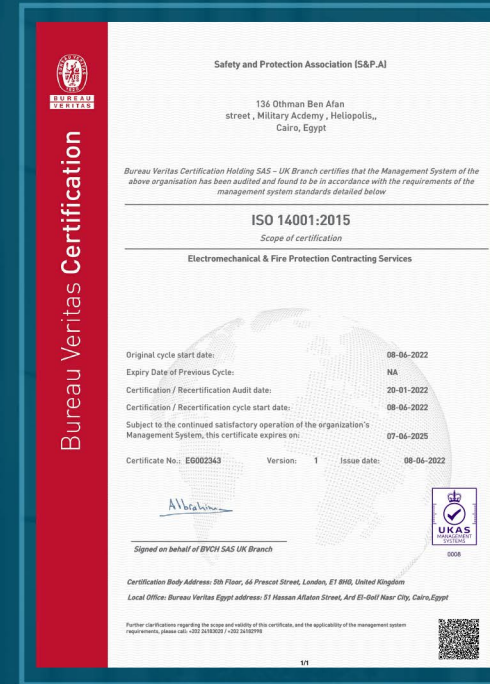 BUREAU
VERITAS
Bureau Veritas Certification
Safety and Protection Association (S&P.A)
136 Othman Ben Afan
street , Military Acdemy , Heliopolis,,
Cairo, Egypt
Bureau Veritas Certification Holding SAS – UK Branch certifies that the Management System of the
above organisation has been audited and found to be in accordance with the requirements of the
management system standards detailed below
ISO 14001:2015
Scope of certification
Electromechanical & Fire Protection Contracting Services
Original cycle start date: 08-06-2022
Expiry Date of Previous Cycle: NA
Certification / Recertification Audit date: 20-01-2022
Certification / Recertification cycle start date: 08-06-2022
Subject to the continued satisfactory operation of the organization's
Management System, this certificate expires on: 07-06-2025
Certificate No.: EG002343 Version: 1 Issue date: 08-06-2022
Signed on behalf of BVCH SAS UK Branch
UKAS
MANAGEMENT
SYSTEMS
0008
Certification Body Address: 5th Floor, 66 Prescot Street, London, E1 8HG, United Kingdom
Local Office: Bureau Veritas Egypt address: 51 Hassan Aflaton Street, Ard El-Golf Nasr City, Cairo,Egypt
Further clarifications regarding the scope and validity of this certificate, and the applicability of the management system
requirements, please call: +202 24183020 / +202 24182998
1/1